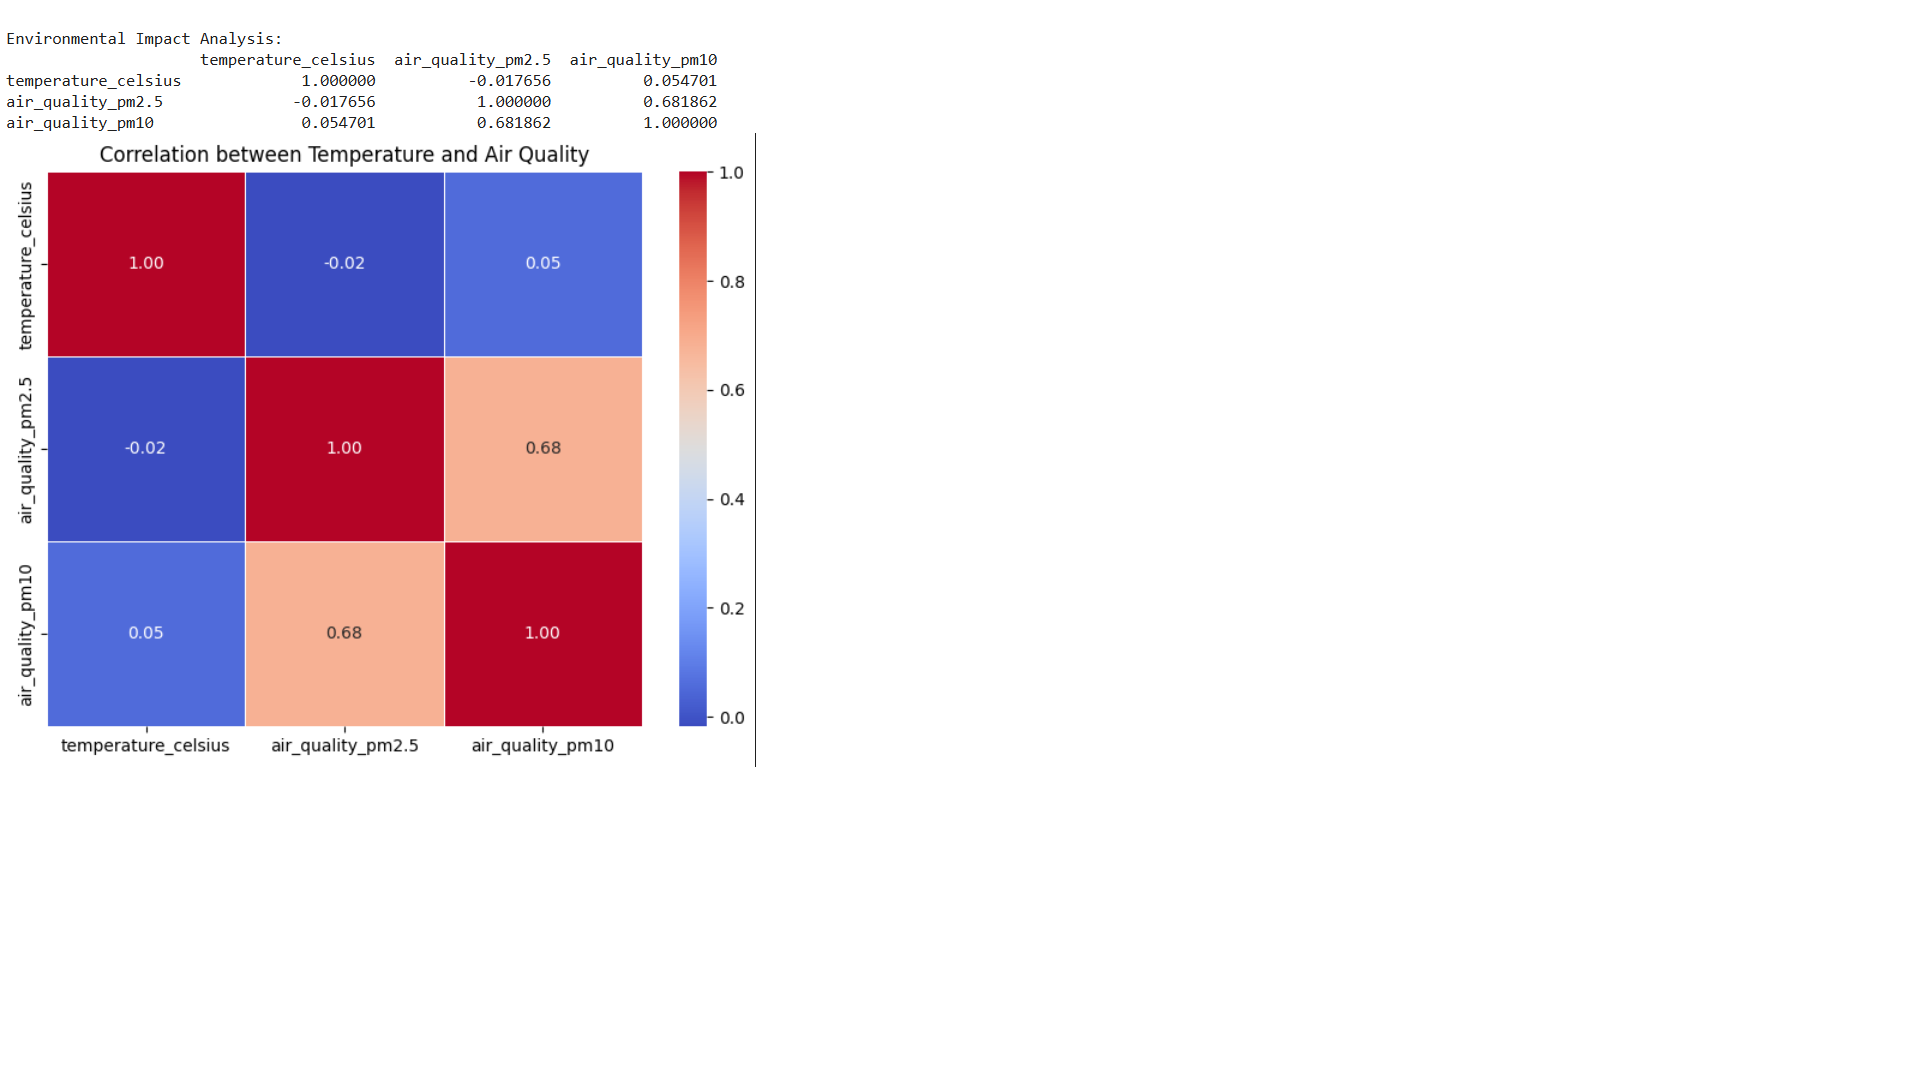 Environmental Impact Analysis:
temperature_celsius air_quality_pm2.5 air_quality_pm10
temperature_celsius 1.000000 -0.017656 0.054701
air_quality_pm2.5 -0.017656 1.000000 0.681862
air_quality_pm10 0.054701 0.681862 1.000000
Correlation between Temperature and Air Quality
temperature_celsius
1.00 -0.02 0.05
air_quality_pm2.5
-0.02 1.00 0.68
air_quality_pm10
0.05 0.68 1.00
temperature_celsius air_quality_pm2.5 air_quality_pm10
1.0
0.8
0.6
0.4
0.2
0.0